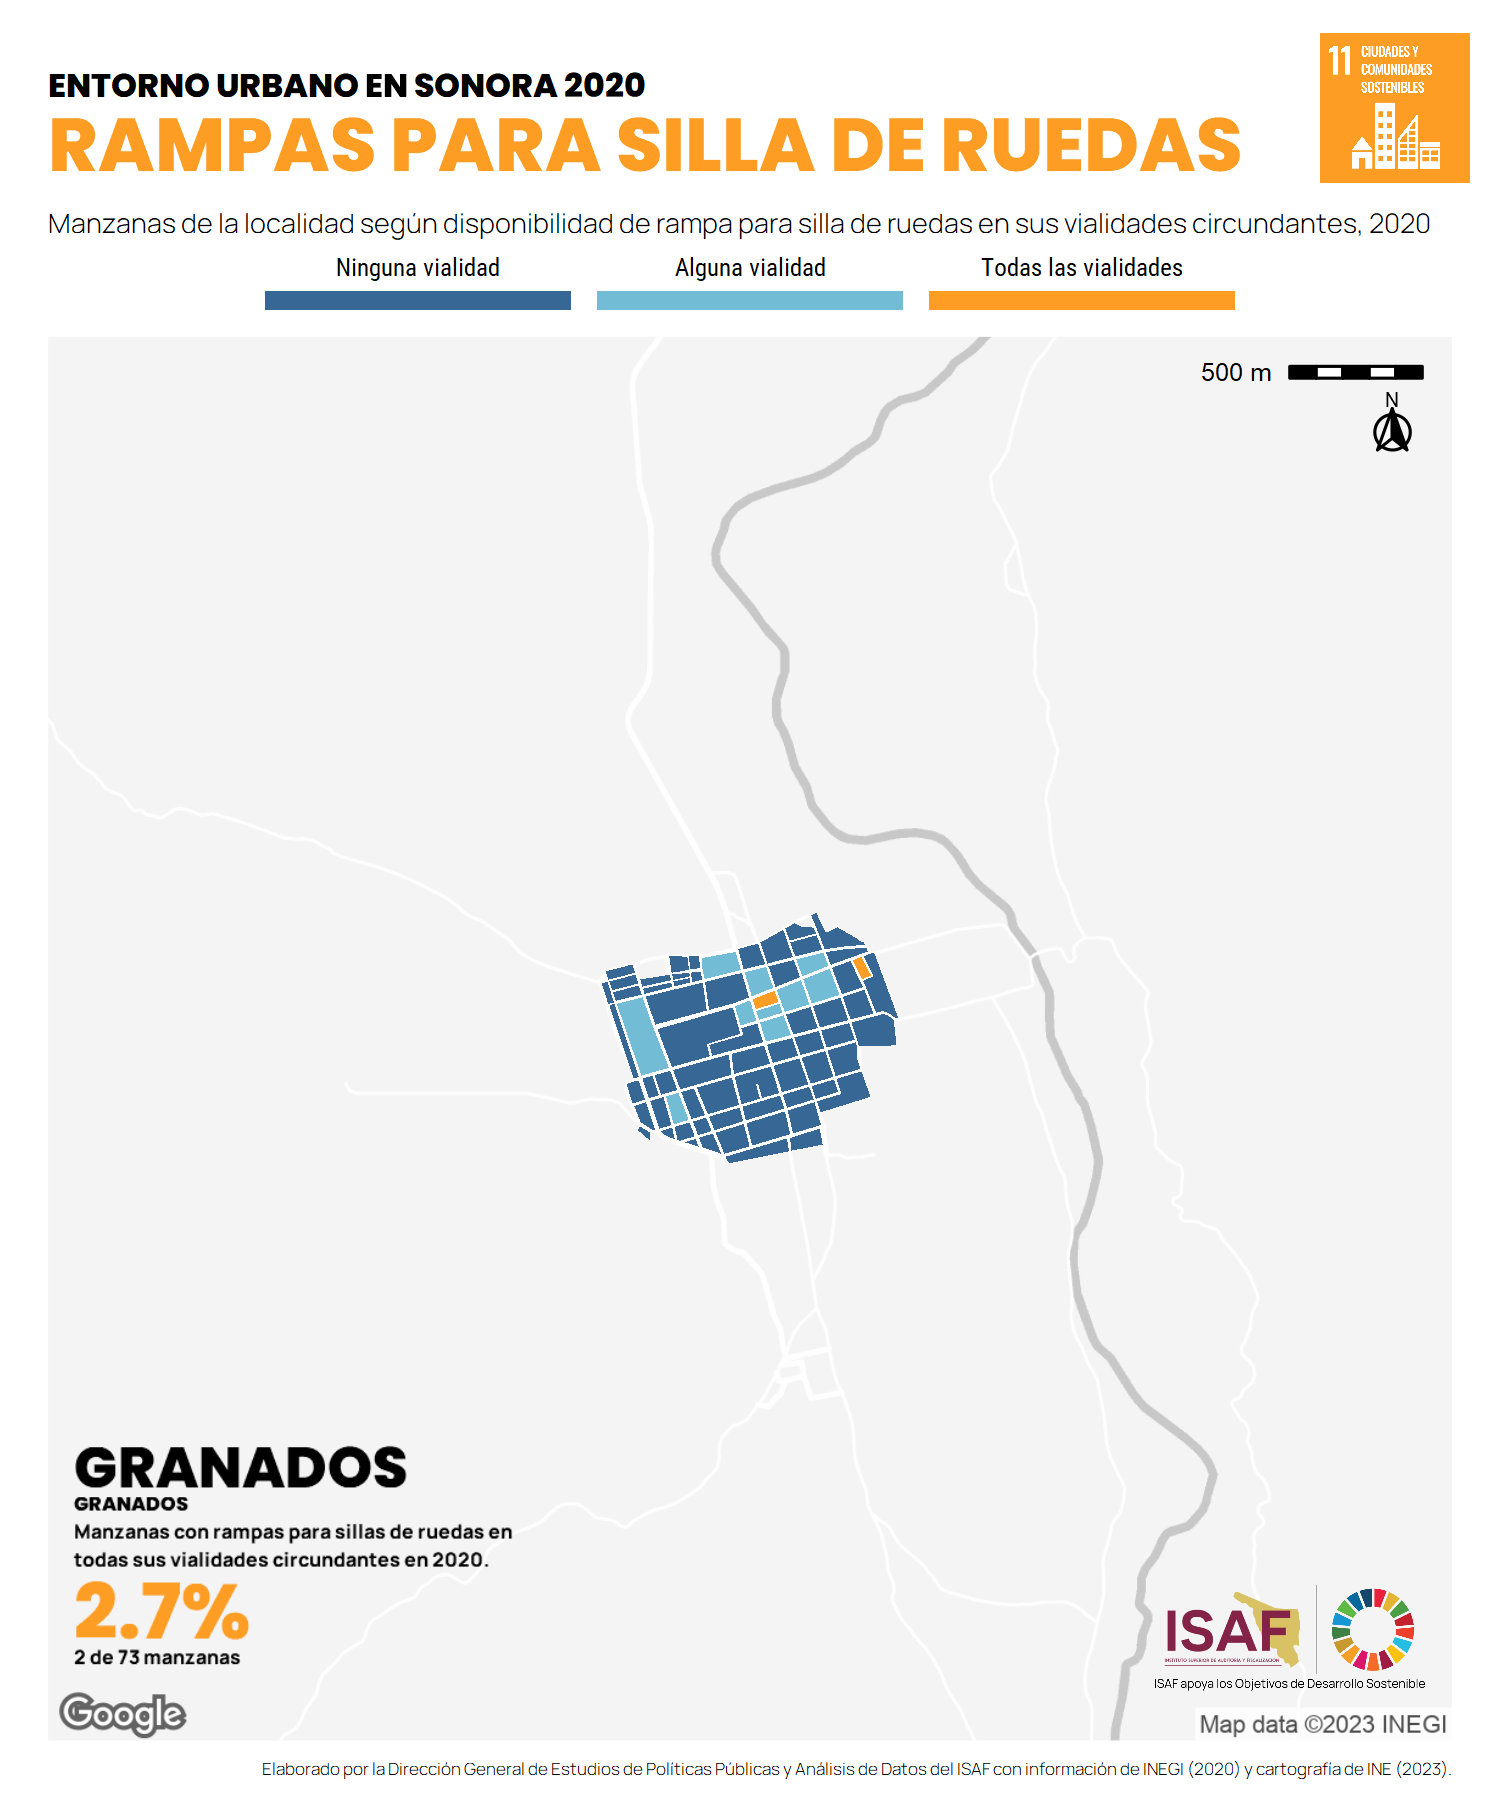 ENTORNO URBANO EN SONORA 2020
RAMPAS PARA SILLA DE RUEDAS
11 CIUDADES Y
COMUNIDADES
SOSTENIBLES
Manzanas de la localidad según disponibilidad de rampa para silla de ruedas en sus vialidades circundantes, 2020
Ninguna vialidad Alguna vialidad Todas las vialidades
500 m
N
GRANADOS
GRANADOS
Manzanas con rampas para sillas de ruedas en
todas sus vialidades circundantes en 2020.
2.7%
2 de 73 manzanas
ISAF
INSTITUTO SUPERIOR DE AUDITORÍA Y FISCALIZACIÓN
ISAF apoya los Objetivos de Desarrollo Sostenible
Google
Map data ©2023 INEGI
Elaborado por la Dirección General de Estudios de Políticas Públicas y Análisis de Datos del ISAF con información de INEGI (2020) y cartografía de INE (2023).